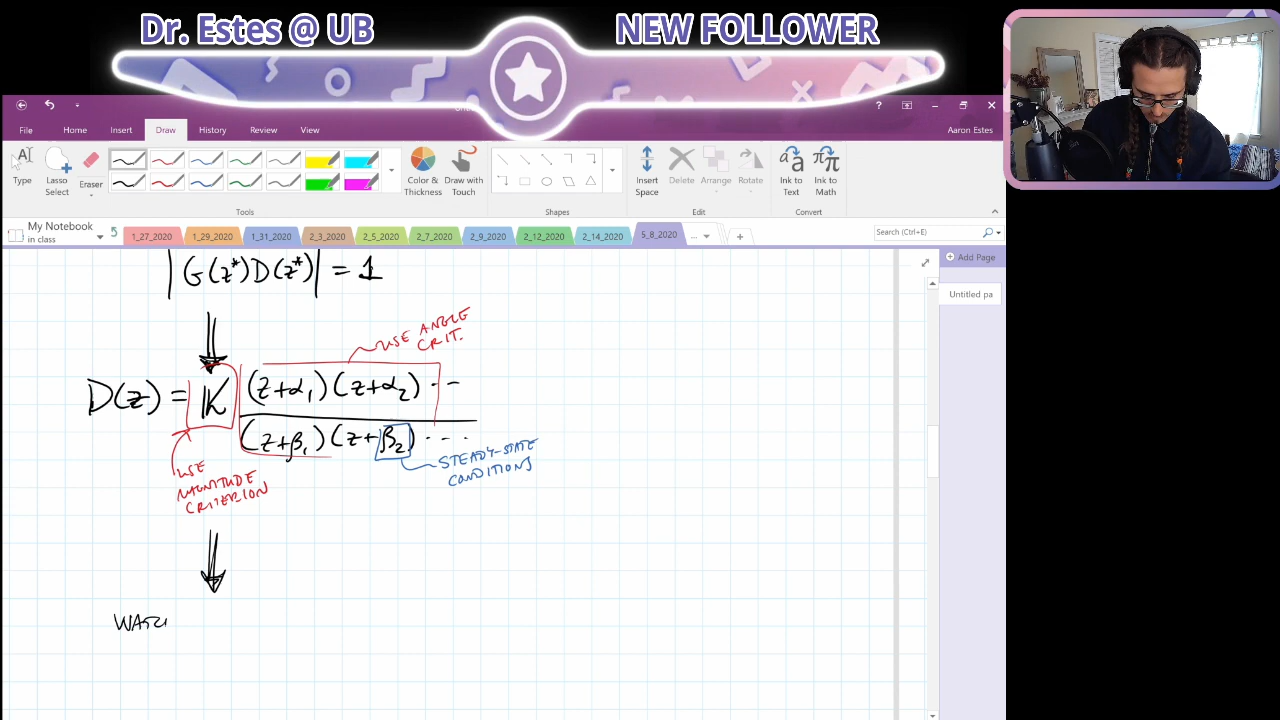 Dr. Estes @ UB
NEW FOLLOWER
File Home Insert Draw History Review View
Aaron Estes
Type
Lasso Select
Eraser
Color & Thickness
Draw with Touch
Insert Space
Delete
Arrange
Rotate
Ink to Text
Ink to Math
Tools
Shapes
Edit
Convert
My Notebook
in class
1_27_2020 1_29_2020 1_31_2020 2_3_2020 2_5_2020 2_7_2020 2_9_2020 2_12_2020 2_14_2020 5_8_2020 ...
Search (Ctrl+E)
Add Page
Untitled pa
|G(z*)D(z*)| = 1
USE ANGLE
CRIT.
D(z) = K (z+α₁)(z+α₂)...
(z+β₁)(z+β₂)...
STEADY-STATE
CONDITIONS
USE
MAGNITUDE
CRITERION